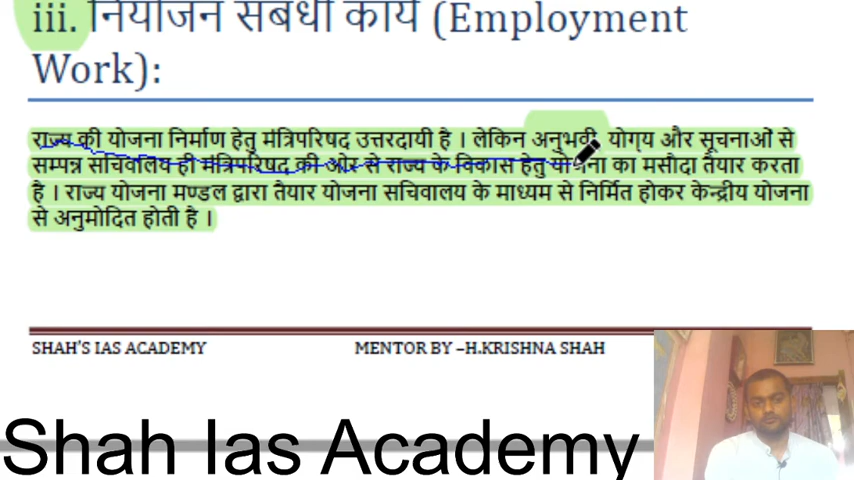 iii. नियोजन संबंधी कार्य (Employment
Work):
राज्य की योजना निर्माण हेतु मंत्रिपरिषद उत्तरदायी है । लेकिन अनुभवी, योग्य और सूचनाओं से
सम्पन्न सचिवालय ही मंत्रिपरिषद की ओर से राज्य के विकास हेतु योजना का मसौदा तैयार करता
है । राज्य योजना मण्डल द्वारा तैयार योजना सचिवालय के माध्यम से निर्मित होकर केन्द्रीय योजना
से अनुमोदित होती है ।
SHAH'S IAS ACADEMY MENTOR BY –H.KRISHNA SHAH
Shah Ias Academy